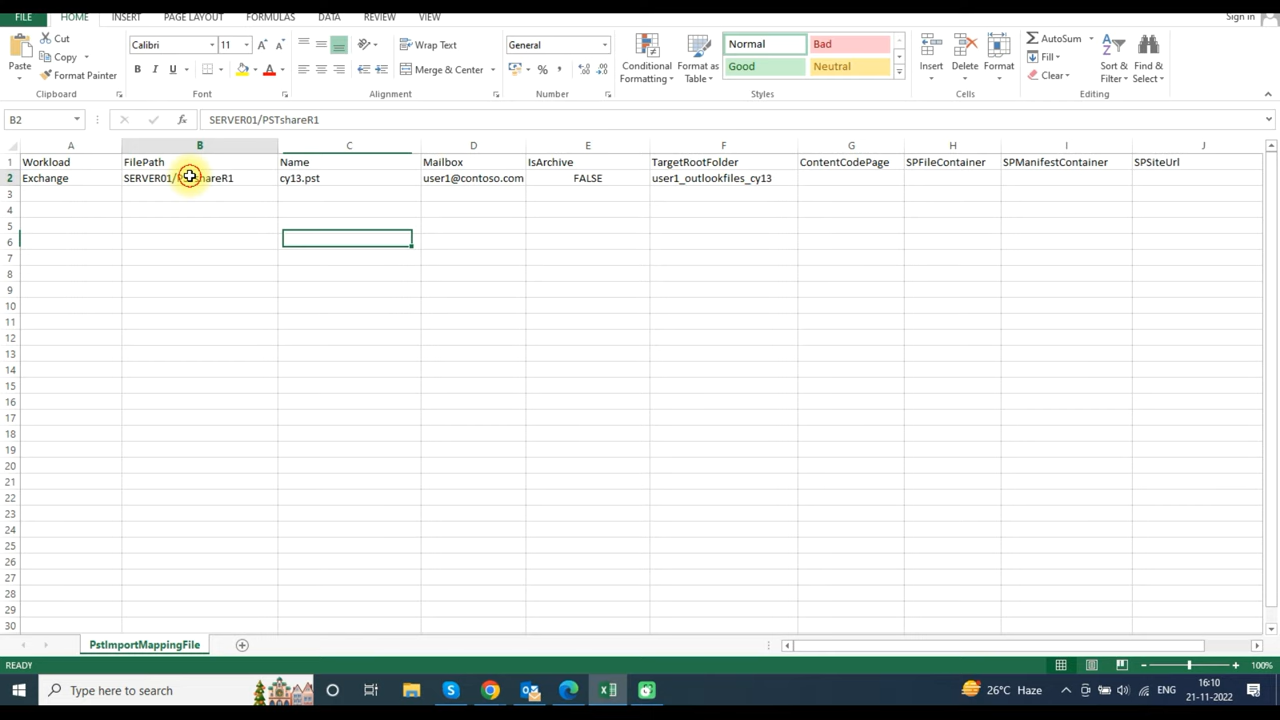 FILE HOME INSERT PAGE LAYOUT FORMULAS DATA REVIEW VIEW Sign in
Paste Cut Copy Format Painter
Clipboard
Calibri 11
B I U A
Font
Wrap Text
Merge & Center
Alignment
General
%
Number
Conditional Formatting
Format as Table
Normal Bad
Good Neutral
Styles
Insert Delete Format
Cells
AutoSum
Fill
Clear
Sort & Filter
Find & Select
Editing
B2 fx SERVER01/PSTshareR1
A B C D E F G H I J
1 Workload FilePath Name Mailbox IsArchive TargetRootFolder ContentCodePage SPFileContainer SPManifestContainer SPSiteUrl
2 Exchange SERVER01/PSTshareR1 cy13.pst user1@contoso.com FALSE user1_outlookfiles_cy13
3
4
5
6
7
8
9
10
11
12
13
14
15
16
17
18
19
20
21
22
23
24
25
26
27
28
29
30
PstImportMappingFile
READY 100%
Type here to search 26°C Haze ENG 16:10
21-11-2022